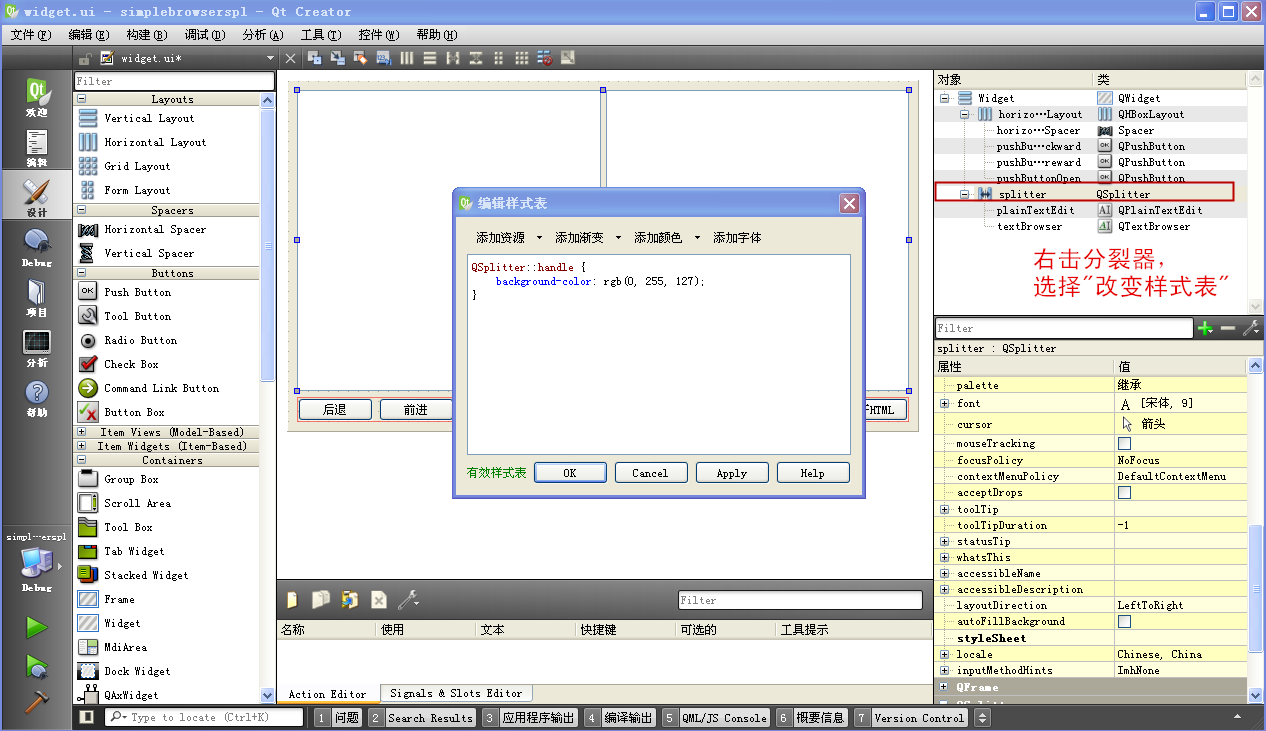 widget.ui - simplebrowserspl - Qt Creator
文件(F) 编辑(E) 构建(B) 调试(D) 分析(A) 工具(T) 控件(W) 帮助(H)
widget.ui*
欢迎
编辑
设计
Debug
项目
分析
帮助
simpl…erspl
Debug
Filter
Layouts
Vertical Layout
Horizontal Layout
Grid Layout
Form Layout
Spacers
Horizontal Spacer
Vertical Spacer
Buttons
Push Button
Tool Button
Radio Button
Check Box
Command Link Button
Button Box
Item Views (Model-Based)
Item Widgets (Item-Based)
Containers
Group Box
Scroll Area
Tool Box
Tab Widget
Stacked Widget
Frame
Widget
MdiArea
Dock Widget
QAxWidget
编辑样式表
添加资源 添加渐变 添加颜色 添加字体
QSplitter::handle {
background-color: rgb(0, 255, 127);
}
有效样式表 OK Cancel Apply Help
后退 前进 HTML
Filter
名称 使用 文本 快捷键 可选的 工具提示
Action Editor Signals & Slots Editor
对象 类
Widget QWidget
horizo…Layout QHBoxLayout
horizo…Spacer Spacer
pushBu…ckward QPushButton
pushBu…reward QPushButton
pushButtonOpen QPushButton
splitter QSplitter
plainTextEdit QPlainTextEdit
textBrowser QTextBrowser
右击分裂器，
选择"改变样式表"
Filter
splitter : QSplitter
属性 值
palette 继承
font A [宋体, 9]
cursor 箭头
mouseTracking
focusPolicy NoFocus
contextMenuPolicy DefaultContextMenu
acceptDrops
toolTip
toolTipDuration -1
statusTip
whatsThis
accessibleName
accessibleDescription
layoutDirection LeftToRight
autoFillBackground
styleSheet
locale Chinese, China
inputMethodHints ImhNone
QFrame
Type to locate (Ctrl+K) 1 问题 2 Search Results 3 应用程序输出 4 编译输出 5 QML/JS Console 6 概要信息 7 Version Control